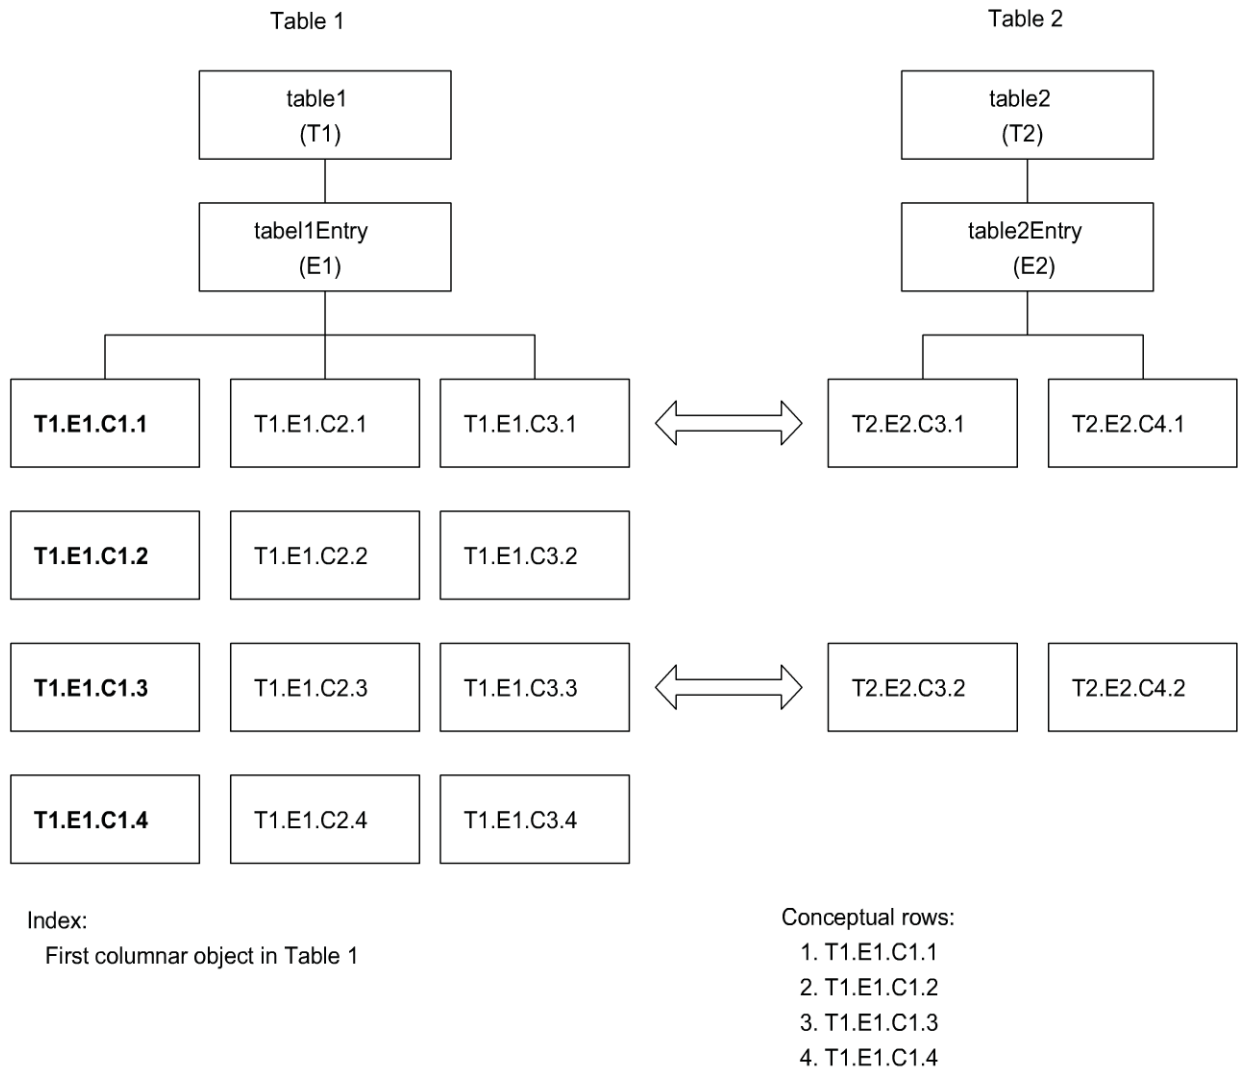 Table 1
Table 2
table1
(T1)
table2
(T2)
tabel1Entry
(E1)
table2Entry
(E2)
T1.E1.C1.1
T1.E1.C2.1
T1.E1.C3.1
T2.E2.C3.1
T2.E2.C4.1
T1.E1.C1.2
T1.E1.C2.2
T1.E1.C3.2
T1.E1.C1.3
T1.E1.C2.3
T1.E1.C3.3
T2.E2.C3.2
T2.E2.C4.2
T1.E1.C1.4
T1.E1.C2.4
T1.E1.C3.4
Index:
First columnar object in Table 1
Conceptual rows:
1. T1.E1.C1.1
2. T1.E1.C1.2
3. T1.E1.C1.3
4. T1.E1.C1.4